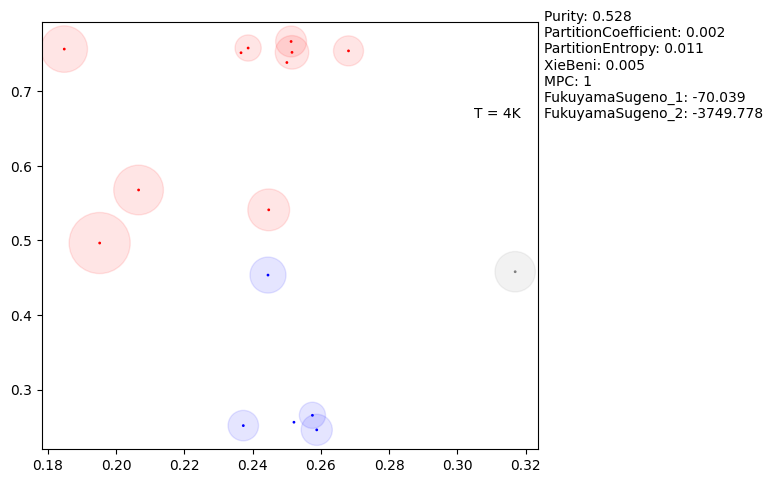 Purity: 0.528
PartitionCoefficient: 0.002
PartitionEntropy: 0.011
XieBeni: 0.005
MPC: 1
FukuyamaSugeno_1: -70.039
FukuyamaSugeno_2: -3749.778
T = 4K
0.7
0.6
0.5
0.4
0.3
0.18 0.20 0.22 0.24 0.26 0.28 0.30 0.32